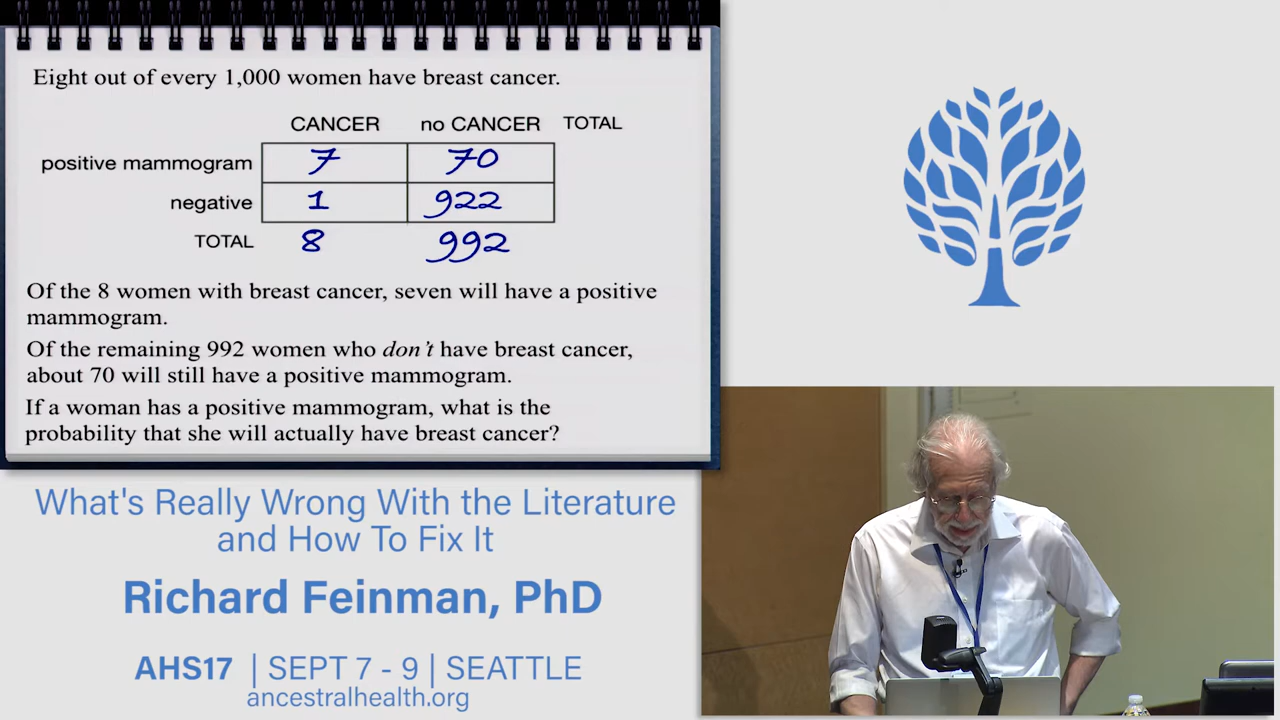 Eight out of every 1,000 women have breast cancer.
CANCER no CANCER TOTAL
positive mammogram 7 70
negative 1 922
TOTAL 8 992
Of the 8 women with breast cancer, seven will have a positive
mammogram.
Of the remaining 992 women who don't have breast cancer,
about 70 will still have a positive mammogram.
If a woman has a positive mammogram, what is the
probability that she will actually have breast cancer?
What's Really Wrong With the Literature
and How To Fix It
Richard Feinman, PhD
AHS17 | SEPT 7 - 9 | SEATTLE
ancestralhealth.org